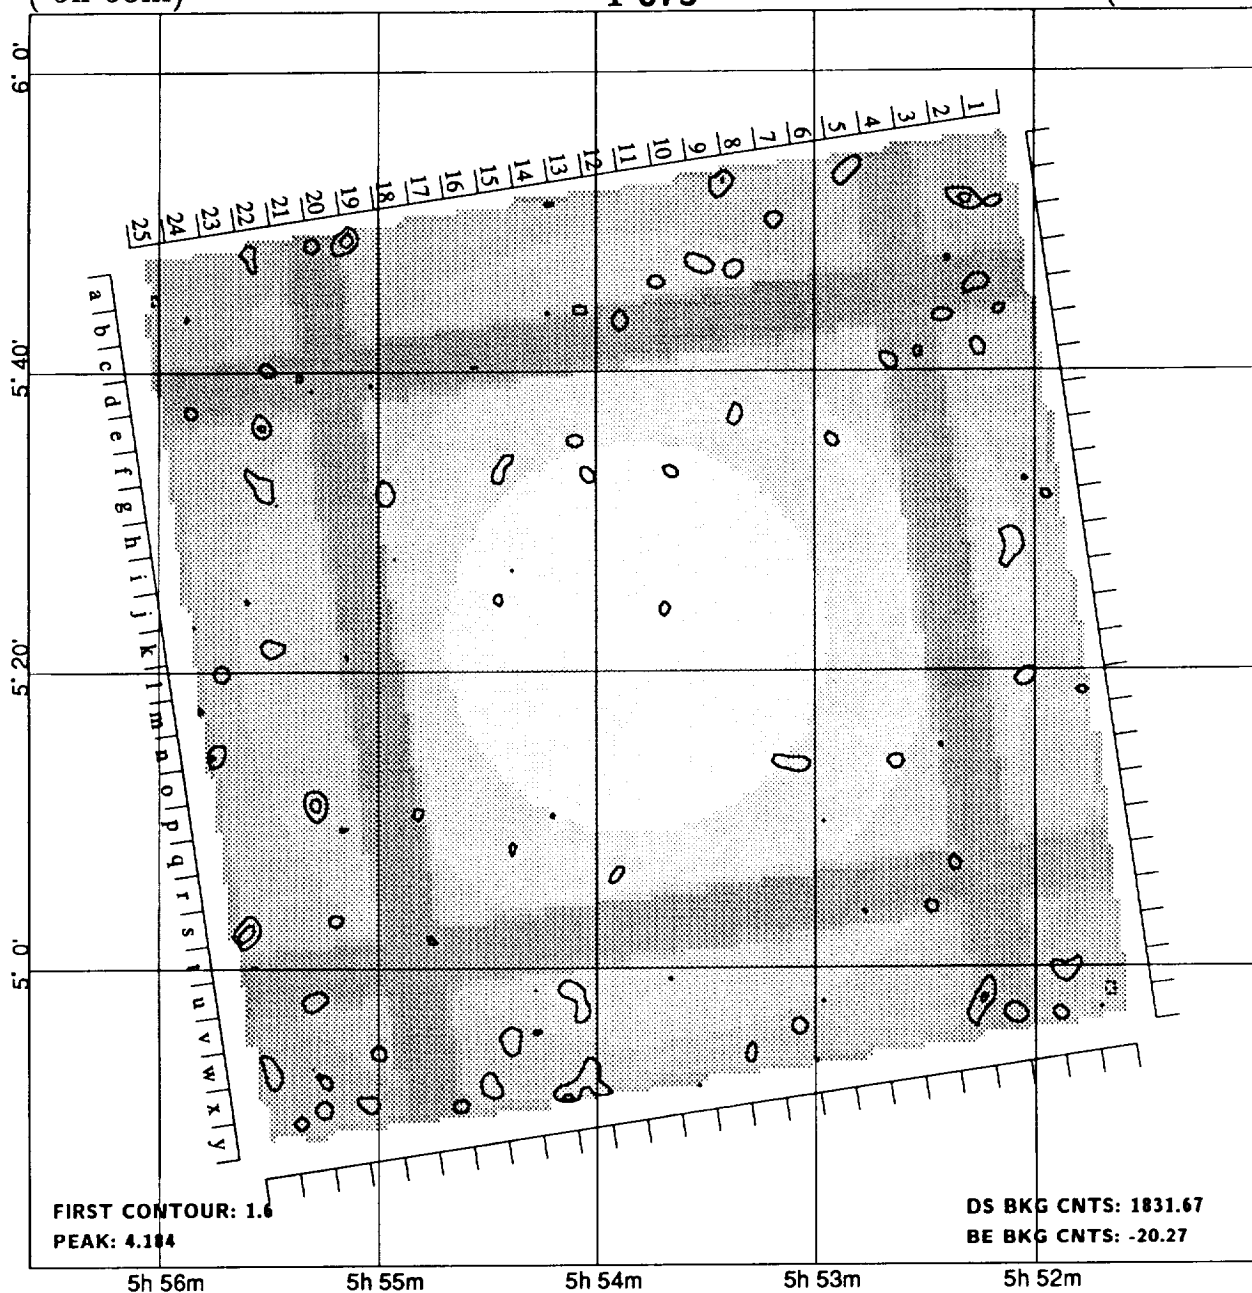 6° 0'
1 2 3 4 5 6 7 8 9 10 11 12 13 14 15 16 17 18 19 20 21 22 23 24 25
a b c d e f g h i j k l m n o p q r s t u v w x y
5° 40'
5° 20'
5° 0'
FIRST CONTOUR: 1.6
PEAK: 4.184
DS BKG CNTS: 1831.67
BE BKG CNTS: -20.27
5h 56m 5h 55m 5h 54m 5h 53m 5h 52m